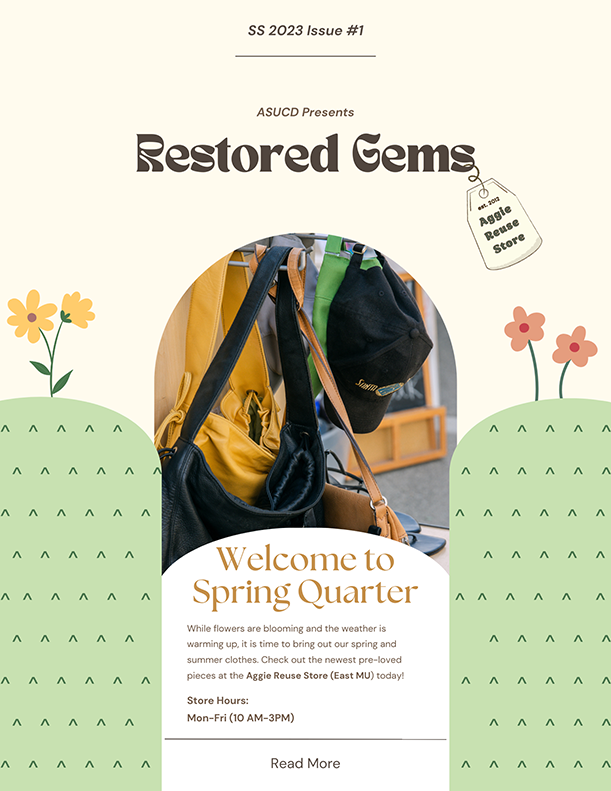 SS 2023 Issue #1
ASUCD Presents
Restored Gems
est. 2012
Aggie
Reuse
Store
Welcome to
Spring Quarter
While flowers are blooming and the weather is
warming up, it is time to bring out our spring and
summer clothes. Check out the newest pre-loved
pieces at the Aggie Reuse Store (East MU) today!
Store Hours:
Mon-Fri (10 AM-3PM)
Read More